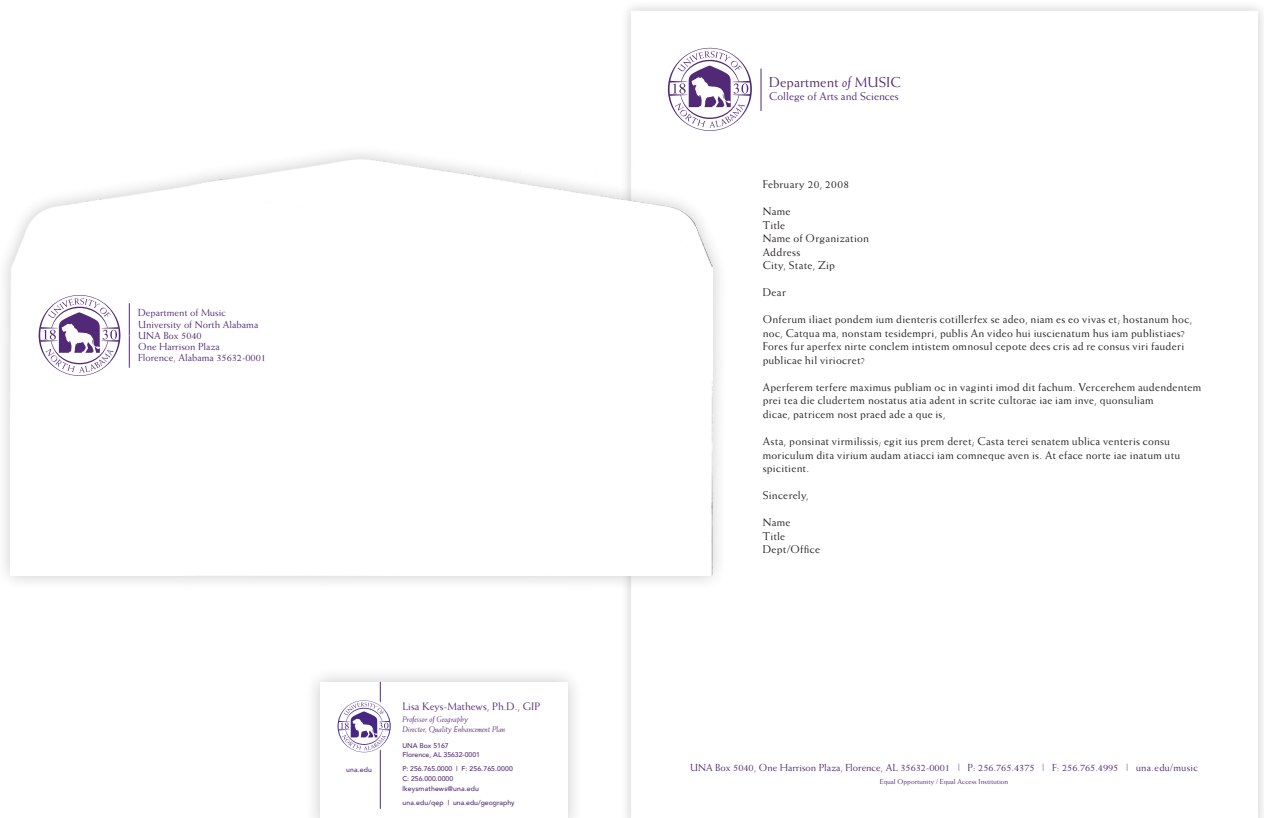 UNIVERSITY OF
18 30
NORTH ALABAMA
Department of MUSIC
College of Arts and Sciences
February 20, 2008
Name
Title
Name of Organization
Address
City, State, Zip
Dear
Onferum iliaet pondem ium dienteris cotillerfex se adeo, niam es eo vivas et; hostanum hoc,
noc, Catqua ma, nonstam tesidempri, publis An video hui iuscienatum hus iam publistiaes?
Fores fur aperfex nirte conclem intistem omnosul cepote dees cris ad re consus viri fauderi
publicae hil viriocret?
Aperferem terfere maximus publiam oc in vaginti imod dit fachum. Vercerehem audendentem
prei tea die cludertem nostatus atia adent in scrite cultorae iae iam inve, quonsuliam
dicae, patricem nost praed ade a que is,
Asta, ponsinat virmilissis; egit ius prem deret; Casta terei senatem ublica venteris consu
moriculum dita virium audam atiacci iam comneque aven is. At eface norte iae inatum utu
spicitient.
Sincerely,
Name
Title
Dept/Office
UNA Box 5040, One Harrison Plaza, Florence, AL 35632-0001 | P: 256.765.4375 | F: 256.765.4995 | una.edu/music
Equal Opportunity / Equal Access Institution
UNIVERSITY OF
18 30
NORTH ALABAMA
Department of Music
University of North Alabama
UNA Box 5040
One Harrison Plaza
Florence, Alabama 35632-0001
UNIVERSITY OF
18 30
NORTH ALABAMA
una.edu
Lisa Keys-Mathews, Ph.D., GIP
Professor of Geography
Director, Quality Enhancement Plan
UNA Box 5167
Florence, AL 35632-0001
P: 256.765.0000 | F: 256.765.0000
C: 256.000.0000
lkeysmathews@una.edu
una.edu/qep | una.edu/geography